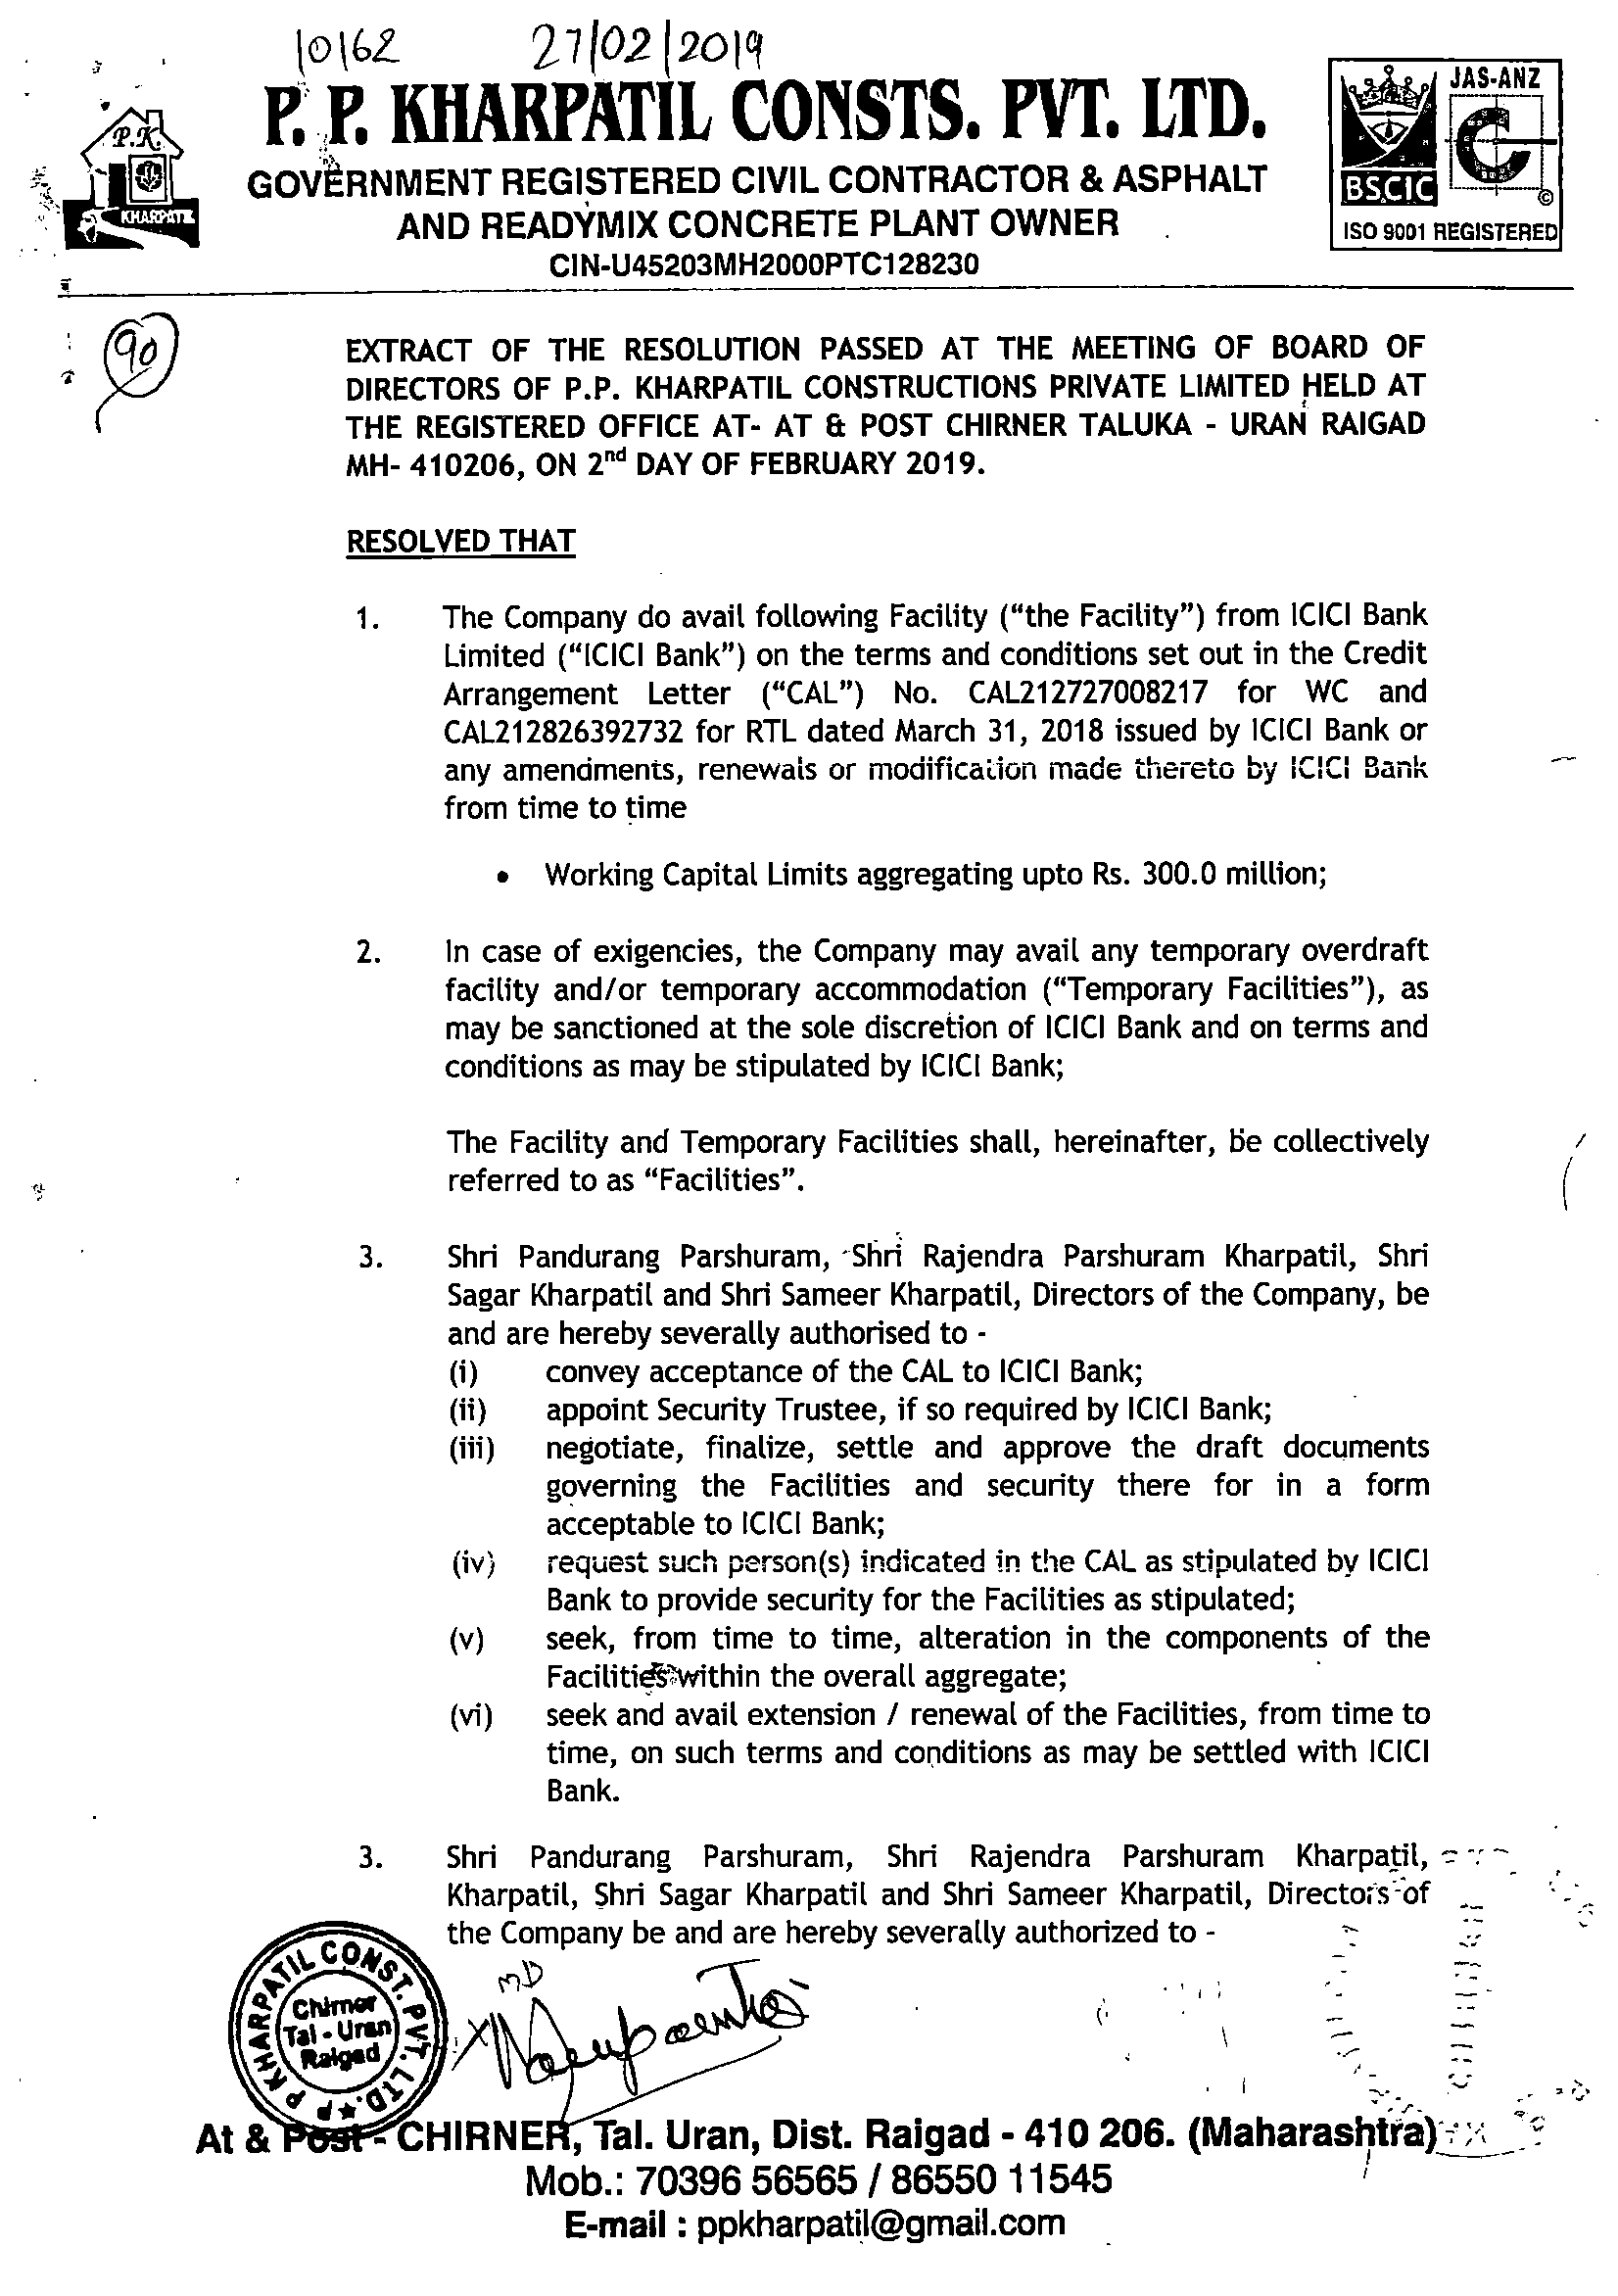 10162 27/02/2019
P.K.
KHARPATIL
P. P. KHARPATIL CONSTS. PVT. LTD.
GOVERNMENT REGISTERED CIVIL CONTRACTOR & ASPHALT
AND READYMIX CONCRETE PLANT OWNER
CIN-U45203MH2000PTC128230
JAS-ANZ
BSCIC
©
ISO 9001 REGISTERED
90
EXTRACT OF THE RESOLUTION PASSED AT THE MEETING OF BOARD OF
DIRECTORS OF P.P. KHARPATIL CONSTRUCTIONS PRIVATE LIMITED HELD AT
THE REGISTERED OFFICE AT- AT & POST CHIRNER TALUKA - URAN RAIGAD
MH- 410206, ON 2nd DAY OF FEBRUARY 2019.
RESOLVED THAT
1. The Company do avail following Facility (“the Facility”) from ICICI Bank
Limited (“ICICI Bank”) on the terms and conditions set out in the Credit
Arrangement Letter (“CAL”) No. CAL212727008217 for WC and
CAL212826392732 for RTL dated March 31, 2018 issued by ICICI Bank or
any amendments, renewals or modification made thereto by ICICI Bank
from time to time
• Working Capital Limits aggregating upto Rs. 300.0 million;
2. In case of exigencies, the Company may avail any temporary overdraft
facility and/or temporary accommodation (“Temporary Facilities”), as
may be sanctioned at the sole discretion of ICICI Bank and on terms and
conditions as may be stipulated by ICICI Bank;
The Facility and Temporary Facilities shall, hereinafter, be collectively
referred to as “Facilities”.
3. Shri Pandurang Parshuram, Shri Rajendra Parshuram Kharpatil, Shri
Sagar Kharpatil and Shri Sameer Kharpatil, Directors of the Company, be
and are hereby severally authorised to -
(i) convey acceptance of the CAL to ICICI Bank;
(ii) appoint Security Trustee, if so required by ICICI Bank;
(iii) negotiate, finalize, settle and approve the draft documents
governing the Facilities and security there for in a form
acceptable to ICICI Bank;
(iv) request such person(s) indicated in the CAL as stipulated by ICICI
Bank to provide security for the Facilities as stipulated;
(v) seek, from time to time, alteration in the components of the
Facilities within the overall aggregate;
(vi) seek and avail extension / renewal of the Facilities, from time to
time, on such terms and conditions as may be settled with ICICI
Bank.
3. Shri Pandurang Parshuram, Shri Rajendra Parshuram Kharpatil,
Kharpatil, Shri Sagar Kharpatil and Shri Sameer Kharpatil, Directors of
the Company be and are hereby severally authorized to -
MD
P P KHARPATIL CONST. PVT. LTD.
Chirner
Tal - Uran
Raigad
At & Post - CHIRNER, Tal. Uran, Dist. Raigad - 410 206. (Maharashtra)
Mob.: 70396 56565 / 86550 11545
E-mail : ppkharpatil@gmail.com